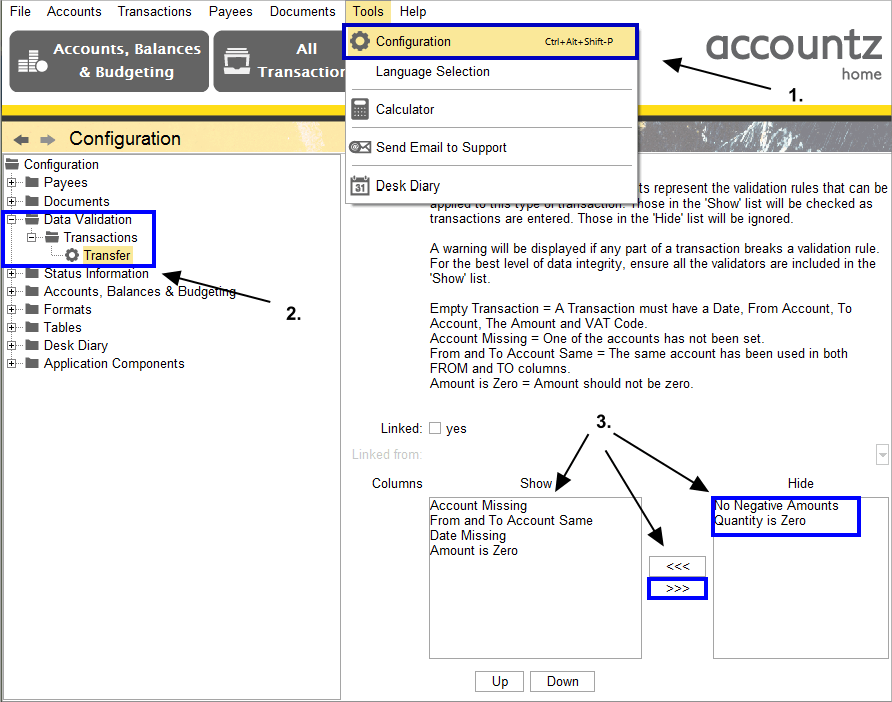 File Accounts Transactions Payees Documents Tools Help
Accounts, Balances
& Budgeting
All
Transaction
Configuration Ctrl+Alt+Shift-P
Language Selection
Calculator
Send Email to Support
Desk Diary
accountz
home
1.
Configuration
Configuration
Payees
Documents
Data Validation
Transactions
Transfer
Status Information
Accounts, Balances & Budgeting
Formats
Tables
Desk Diary
Application Components
2.
ts represent the validation rules that can be
applied to this type of transaction. Those in the 'Show' list will be checked as
transactions are entered. Those in the 'Hide' list will be ignored.
A warning will be displayed if any part of a transaction breaks a validation rule.
For the best level of data integrity, ensure all the validators are included in the
'Show' list.
Empty Transaction = A Transaction must have a Date, From Account, To
Account, The Amount and VAT Code.
Account Missing = One of the accounts has not been set.
From and To Account Same = The same account has been used in both
FROM and TO columns.
Amount is Zero = Amount should not be zero.
3.
Linked: yes
Linked from:
Columns Show Hide
Account Missing
From and To Account Same
Date Missing
Amount is Zero
No Negative Amounts
Quantity is Zero
<<<
>>>
Up Down